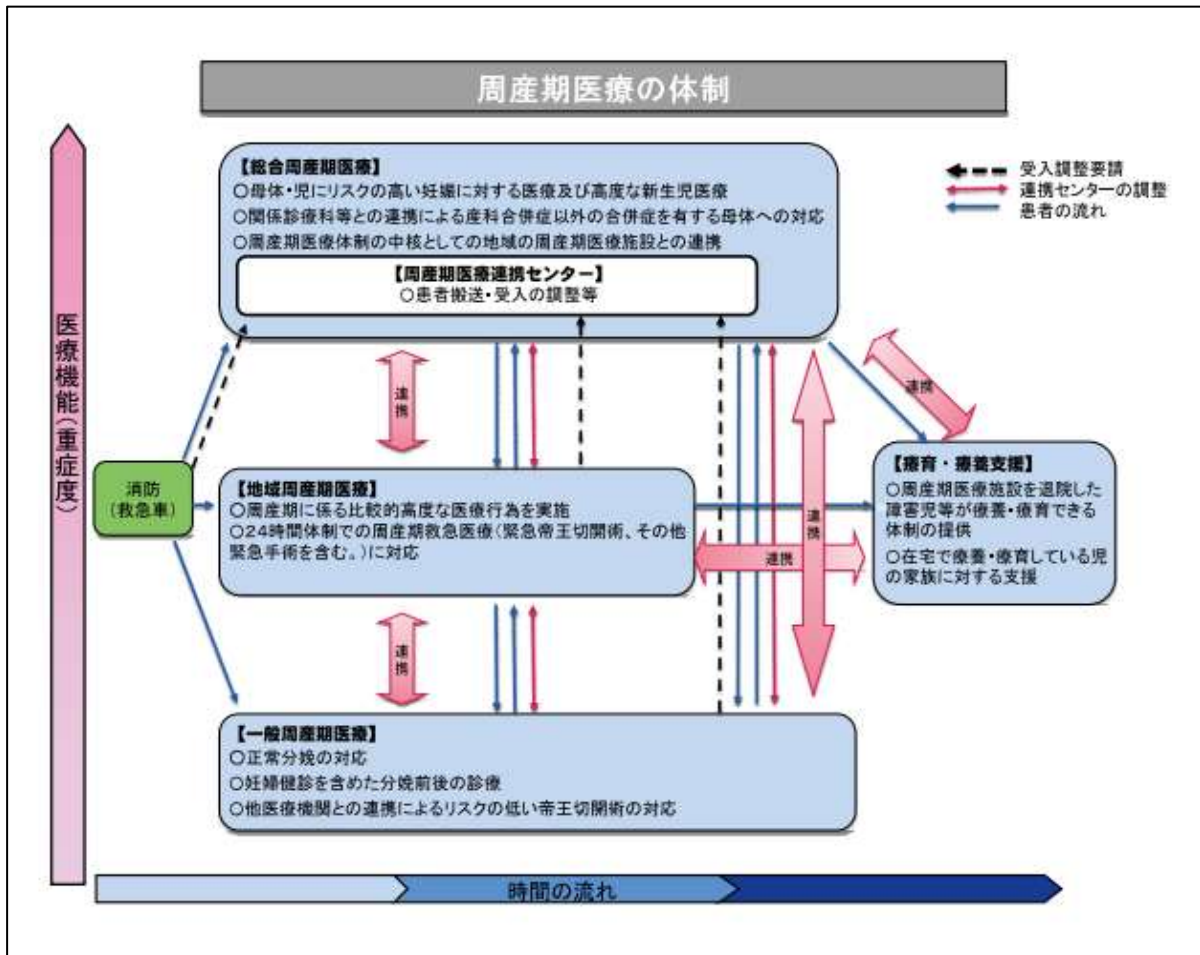 周産期医療の体制
医療機能(重症度)
【総合周産期医療】
○母体・児にリスクの高い妊娠に対する医療及び高度な新生児医療
○関係診療科等との連携による産科合併症以外の合併症を有する母体への対応
○周産期医療体制の中核としての地域の周産期医療施設との連携
【周産期医療連携センター】
○患者搬送・受入の調整等
受入調整要請
連携センターの調整
患者の流れ
連携
連携
消防
(救急車)
【地域周産期医療】
○周産期に係る比較的高度な医療行為を実施
○24時間体制での周産期救急医療(緊急帝王切開術、その他
緊急手術を含む。)に対応
連携
連携
【療育・療養支援】
○周産期医療施設を退院した
障害児等が療養・療育できる
体制の提供
○在宅で療養・療育している児
の家族に対する支援
連携
【一般周産期医療】
○正常分娩の対応
○妊婦健診を含めた分娩前後の診療
○他医療機関との連携によるリスクの低い帝王切開術の対応
時間の流れ